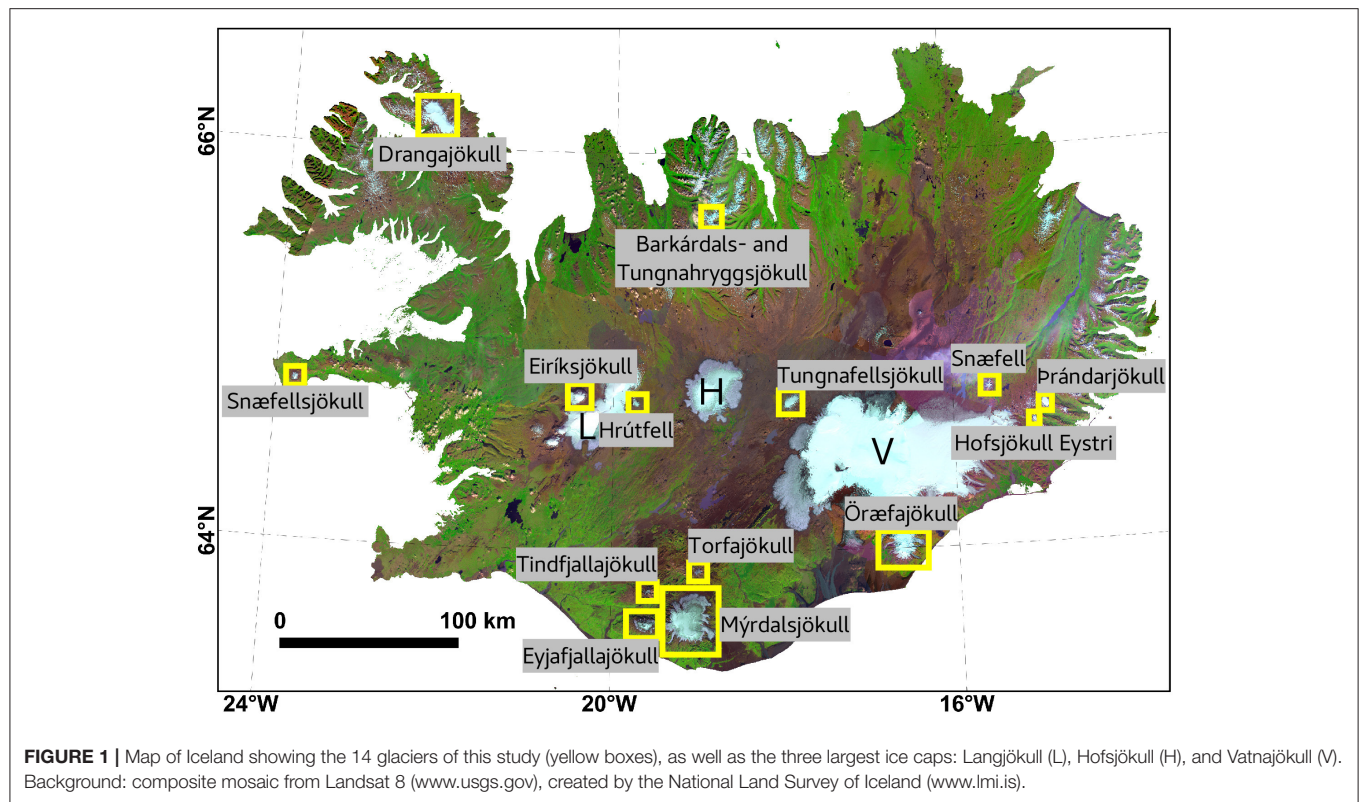 66°N
Drangajökull
Barkárdals- and
Tungnahryggsjökull
Eiríksjökull
Tungnafellsjökull
Snæfell
Þrándarjökull
Snæfellsjökull
H
L
Hrútfell
V
Hofsjökull Eystri
Öræfajökull
64°N
Torfajökull
Tindfjallajökull
0
100 km
Mýrdalsjökull
Eyjafjallajökull
24°W
20°W
16°W
FIGURE 1 | Map of Iceland showing the 14 glaciers of this study (yellow boxes), as well as the three largest ice caps: Langjökull (L), Hofsjökull (H), and Vatnajökull (V).
Background: composite mosaic from Landsat 8 (www.usgs.gov), created by the National Land Survey of Iceland (www.lmi.is).